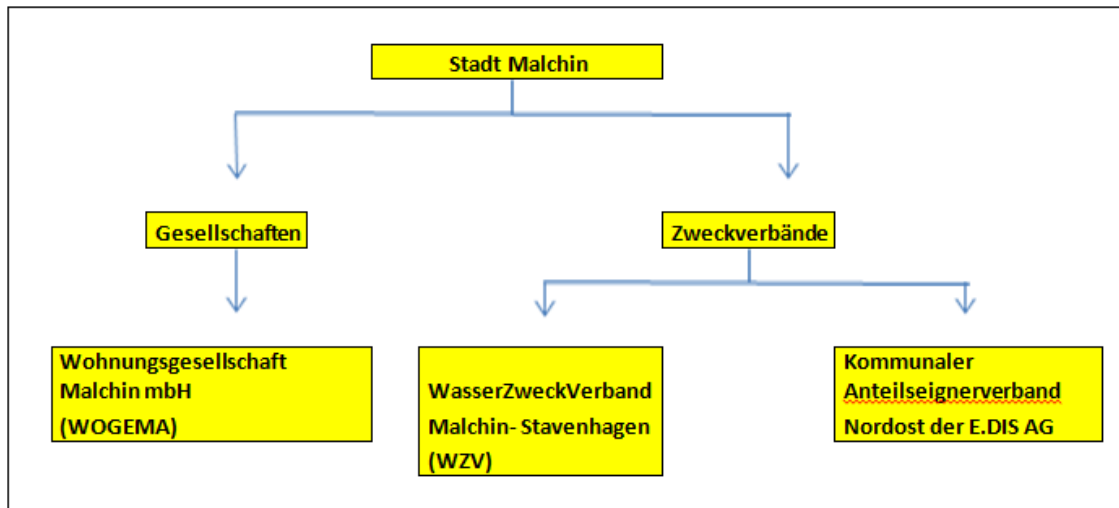 Stadt Malchin
Gesellschaften
Zweckverbände
Wohnungsgesellschaft
Malchin mbH
(WOGEMA)
WasserZweckVerband
Malchin- Stavenhagen
(WZV)
Kommunaler
Anteilseignerverband
Nordost der E.DIS AG